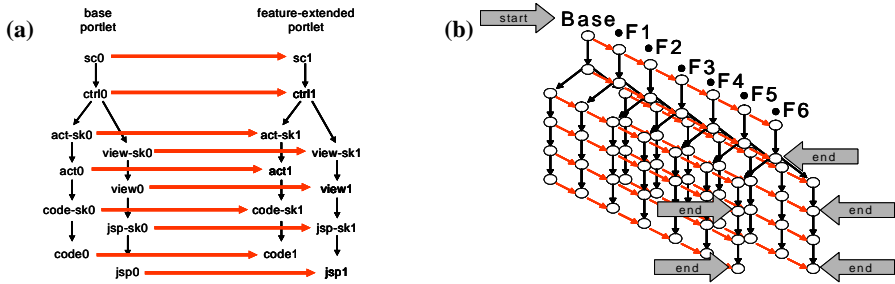 (a)
base
portlet
feature-extended
portlet
sc0
sc1
ctrl0
ctrl1
act-sk0
act-sk1
view-sk0
view-sk1
act0
act1
view0
view1
code-sk0
code-sk1
jsp-sk0
jsp-sk1
code0
code1
jsp0
jsp1
(b)
start
Base
•F1
•F2
•F3
•F4
•F5
•F6
end
end
end
end
end